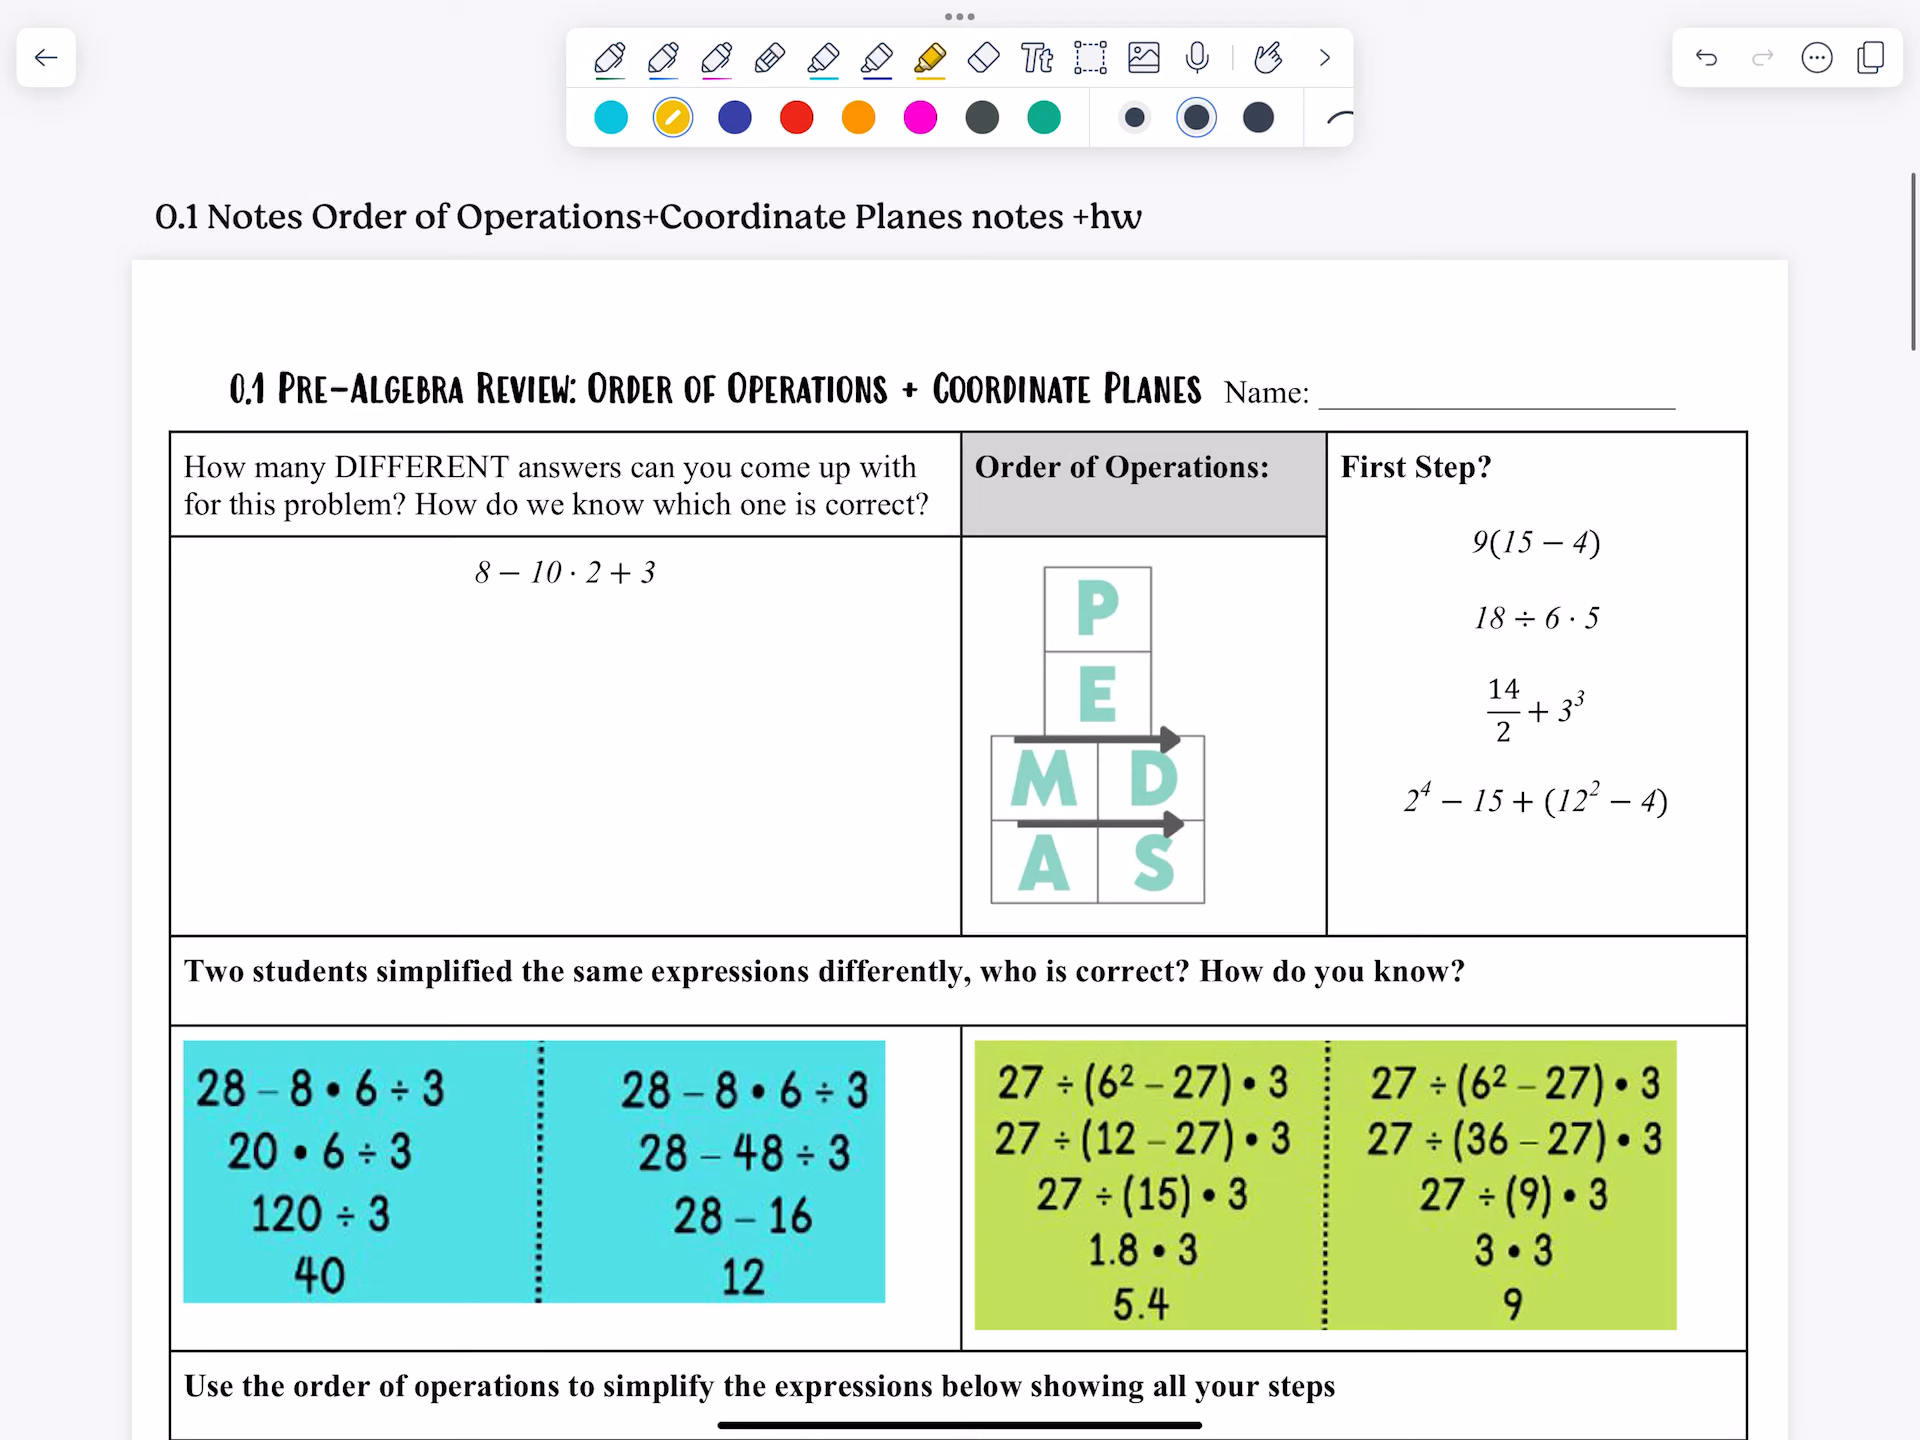 Tt
0.1 Notes Order of Operations+Coordinate Planes notes +hw
0.1 PRE-ALGEBRA REVIEW: ORDER OF OPERATIONS + COORDINATE PLANES Name: ____________________
How many DIFFERENT answers can you come up with
for this problem? How do we know which one is correct?
8 − 10 · 2 + 3
Order of Operations:
P
E
M D
A S
First Step?
9(15 − 4)
18 ÷ 6 · 5
14/2 + 3³
2⁴ − 15 + (12² − 4)
Two students simplified the same expressions differently, who is correct? How do you know?
28 – 8 • 6 ÷ 3
20 • 6 ÷ 3
120 ÷ 3
40
28 – 8 • 6 ÷ 3
28 – 48 ÷ 3
28 – 16
12
27 ÷ (6² – 27) • 3
27 ÷ (12 – 27) • 3
27 ÷ (15) • 3
1.8 • 3
5.4
27 ÷ (6² – 27) • 3
27 ÷ (36 – 27) • 3
27 ÷ (9) • 3
3 • 3
9
Use the order of operations to simplify the expressions below showing all your steps